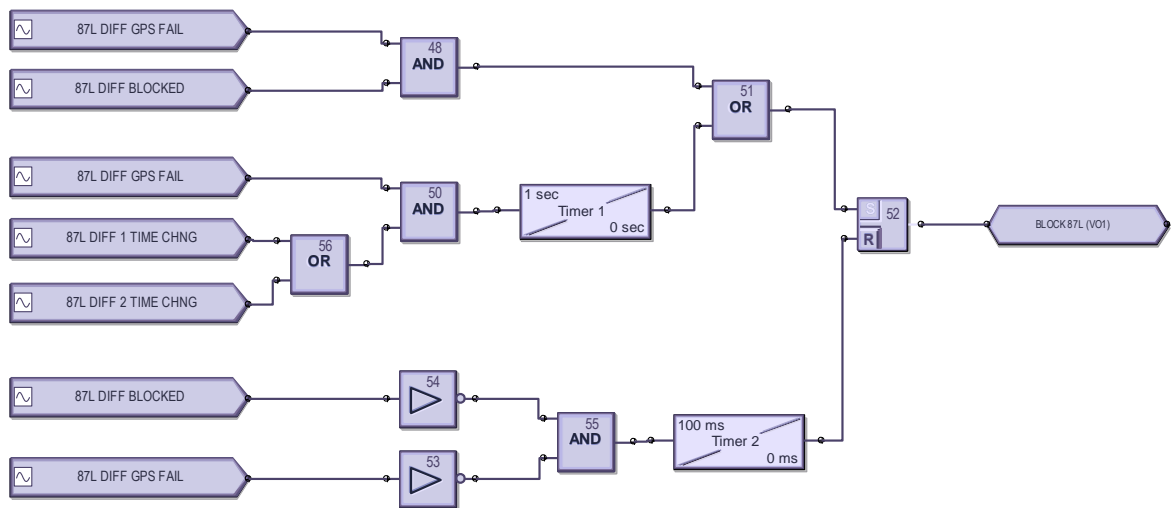 87L DIFF GPS FAIL
48
AND
87L DIFF BLOCKED
51
OR
87L DIFF GPS FAIL
50
AND
1 sec
Timer 1
0 sec
S
52
R
BLOCK 87L (VO1)
87L DIFF 1 TIME CHNG
56
OR
87L DIFF 2 TIME CHNG
87L DIFF BLOCKED
54
55
AND
100 ms
Timer 2
0 ms
87L DIFF GPS FAIL
53